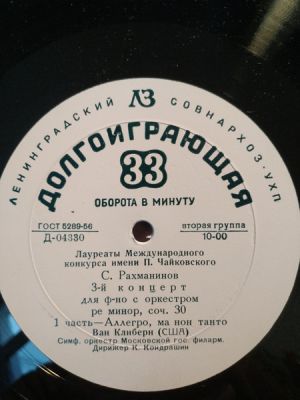 ЛЕНИНГРАДСКИЙ ЛЗ СОВНАРХОЗ·УХП
ДОЛГОИГРАЮЩАЯ
33
ОБОРОТА В МИНУТУ
ГОСТ 5289-56 вторая группа
Д-04330 10-00
Лауреаты Международного
конкурса имени П. Чайковского
С. Рахманинов
3-й концерт
для ф-но с оркестром
ре минор, соч. 30
1 часть—Аллегро, ма нон танто
Ван Клиберн (США)
Симф. оркестр Московской гос. филарм.
Дирижер К. Кондрашин